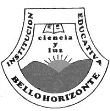 INSTITUCION EDUCATIVA
ciencia
y
luz
BELLOHORIZONTE